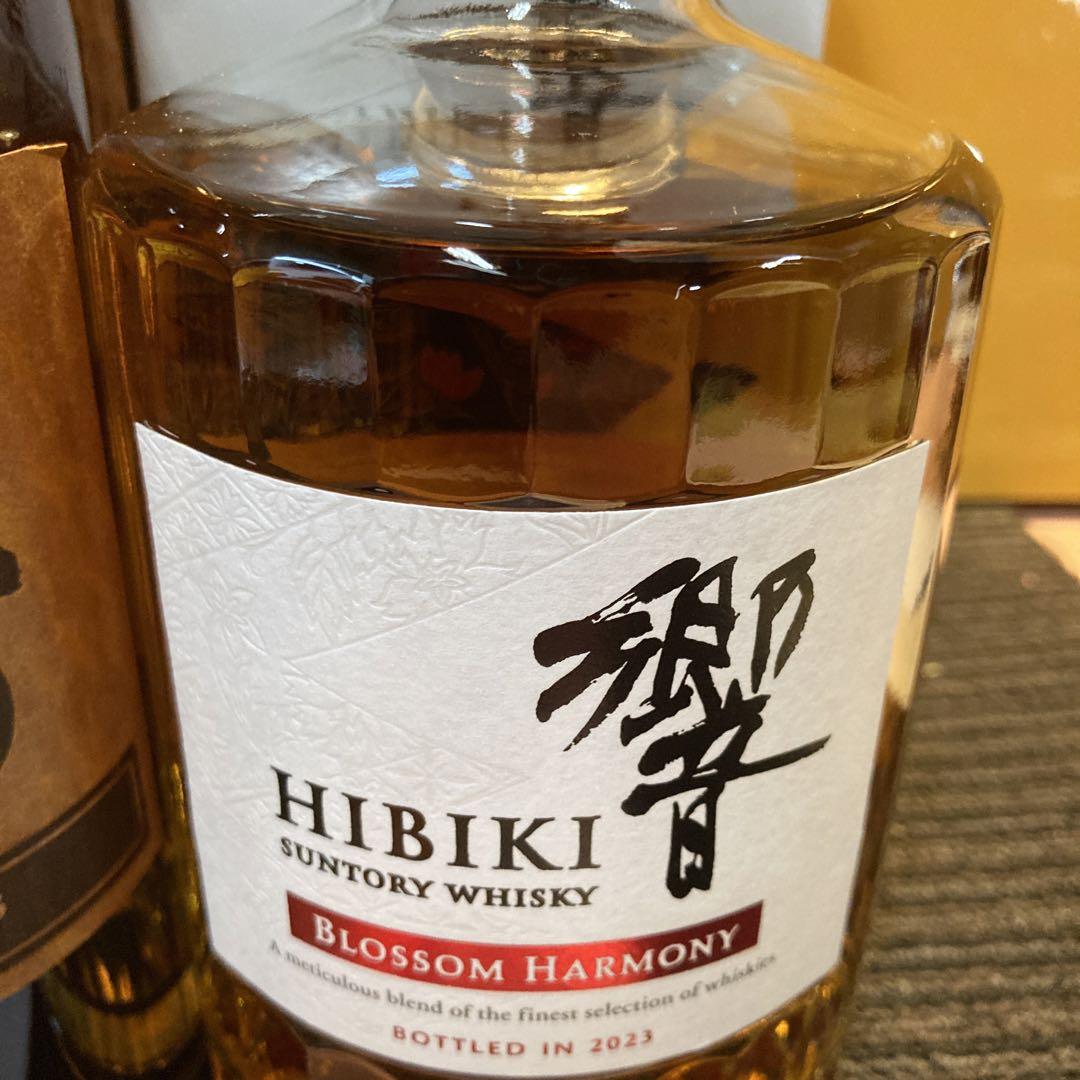 響
HIBIKI
SUNTORY WHISKY
BLOSSOM HARMONY
A meticulous blend of the finest selection of whiskies
BOTTLED IN 2023